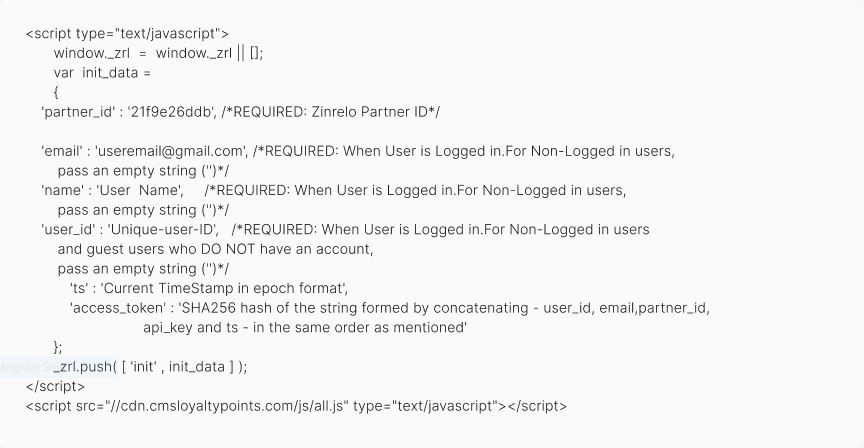 <script type="text/javascript">
window._zrl = window._zrl || [];
var init_data =
{
'partner_id' : '21f9e26ddb', /*REQUIRED: Zinrelo Partner ID*/
'email' : 'useremail@gmail.com', /*REQUIRED: When User is Logged in.For Non-Logged in users,
pass an empty string ('')*/
'name' : 'User Name', /*REQUIRED: When User is Logged in.For Non-Logged in users,
pass an empty string ('')*/
'user_id' : 'Unique-user-ID', /*REQUIRED: When User is Logged in.For Non-Logged in users
and guest users who DO NOT have an account,
pass an empty string ('')*/
'ts' : 'Current TimeStamp in epoch format',
'access_token' : 'SHA256 hash of the string formed by concatenating - user_id, email,partner_id,
api_key and ts - in the same order as mentioned'
};
_zrl.push( [ 'init' , init_data ] );
</script>
<script src="//cdn.cmsloyaltypoints.com/js/all.js" type="text/javascript"></script>